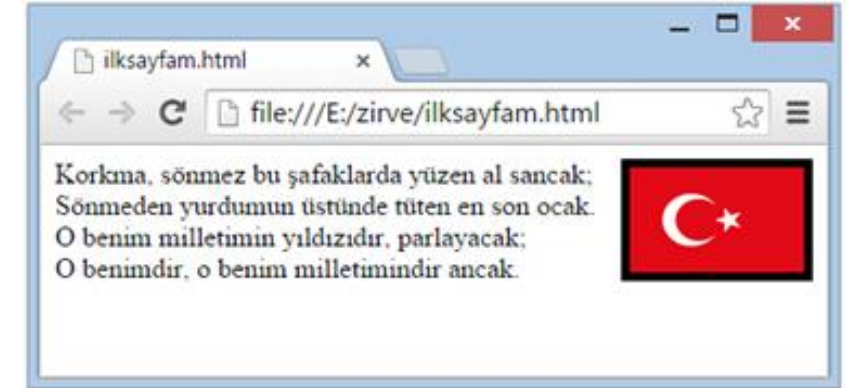 ilksayfam.html
file:///E:/zirve/ilksayfam.html
Korkma, sönmez bu şafaklarda yüzen al sancak;
Sönmeden yurdumun üstünde tüten en son ocak.
O benim milletimin yıldızıdır, parlayacak;
O benimdir, o benim milletimindir ancak.